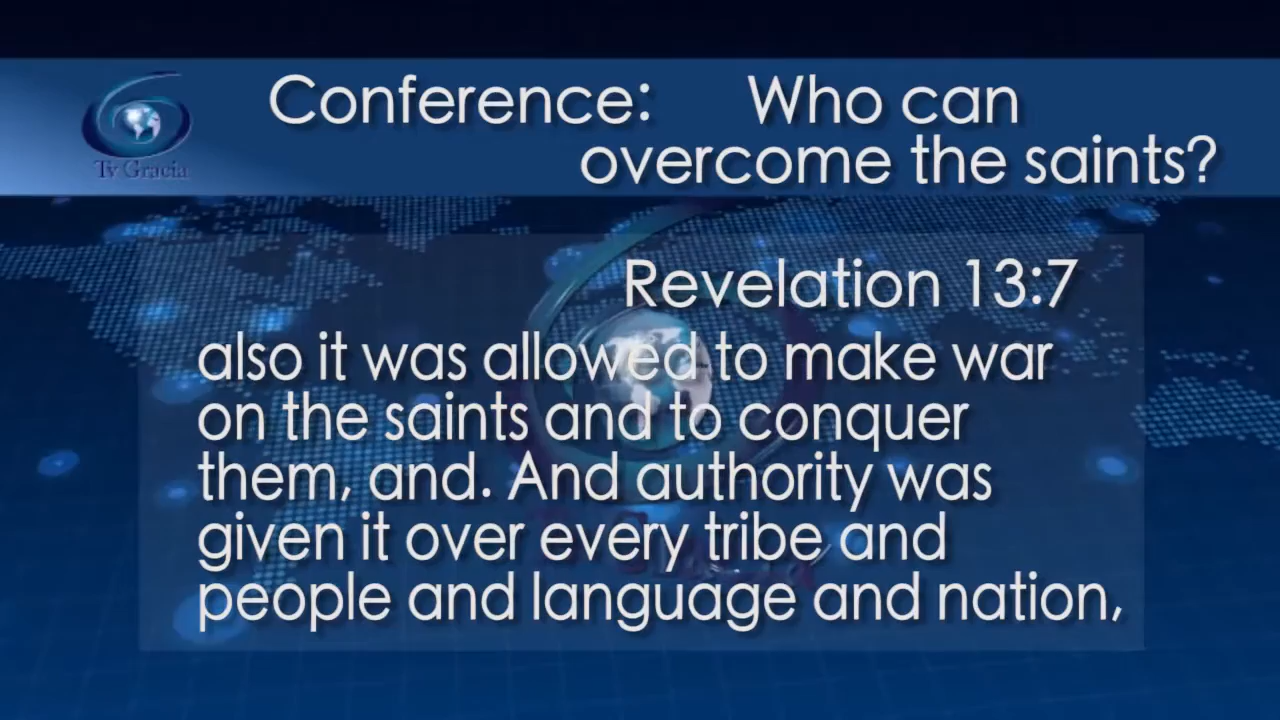 Conference: Who can
overcome the saints?
Tv Gracia
Revelation 13:7
also it was allowed to make war
on the saints and to conquer
them, and. And authority was
given it over every tribe and
people and language and nation,